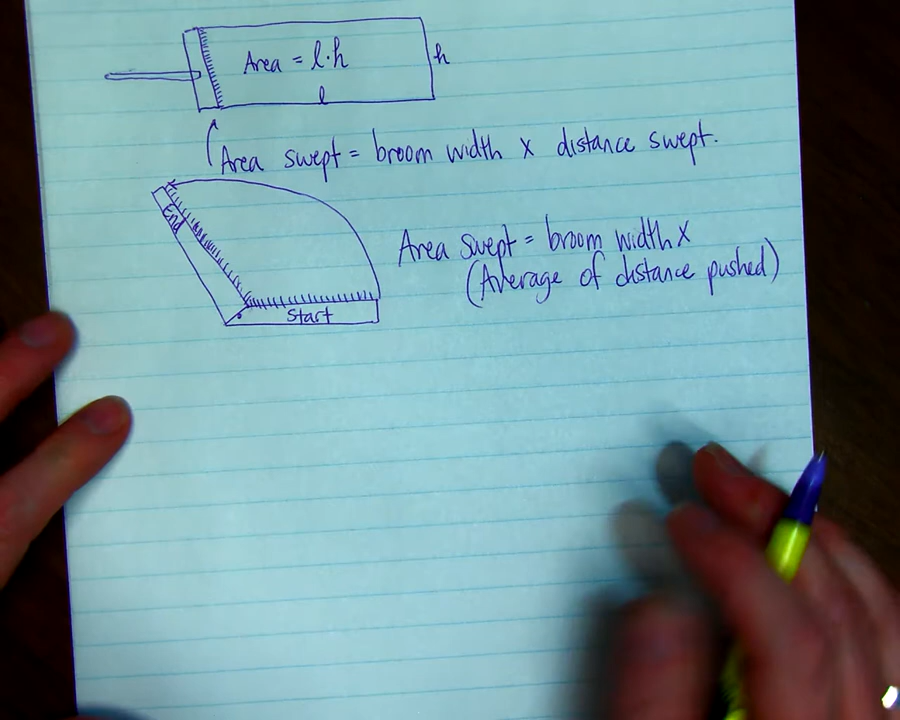 Area = l·h
h
l
Area swept = broom width x distance swept.
End
Area swept = broom width x
(Average of distance pushed)
Start